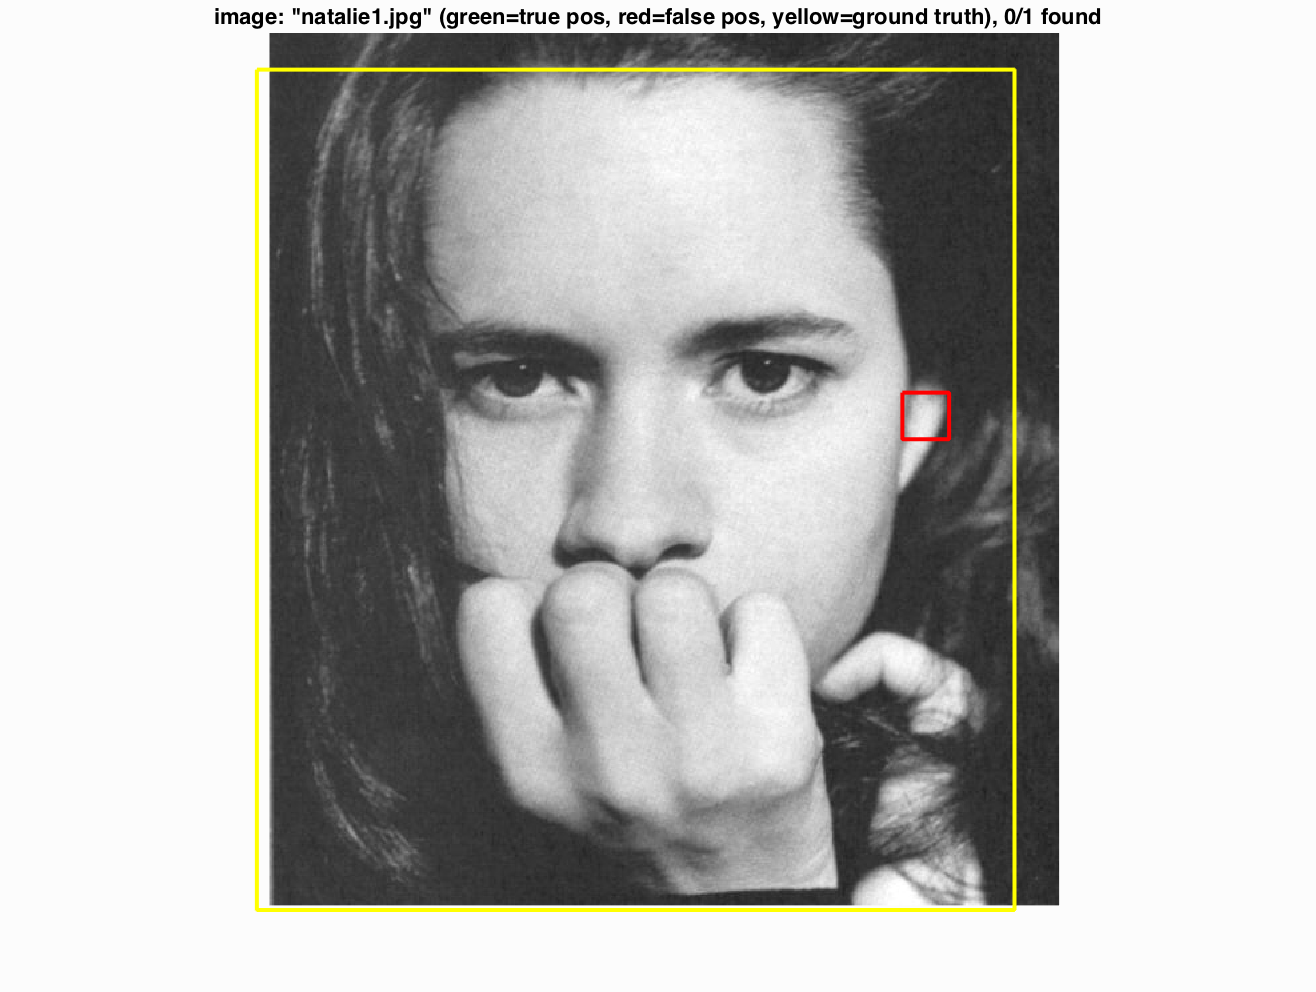 image: "natalie1.jpg" (green=true pos, red=false pos, yellow=ground truth), 0/1 found